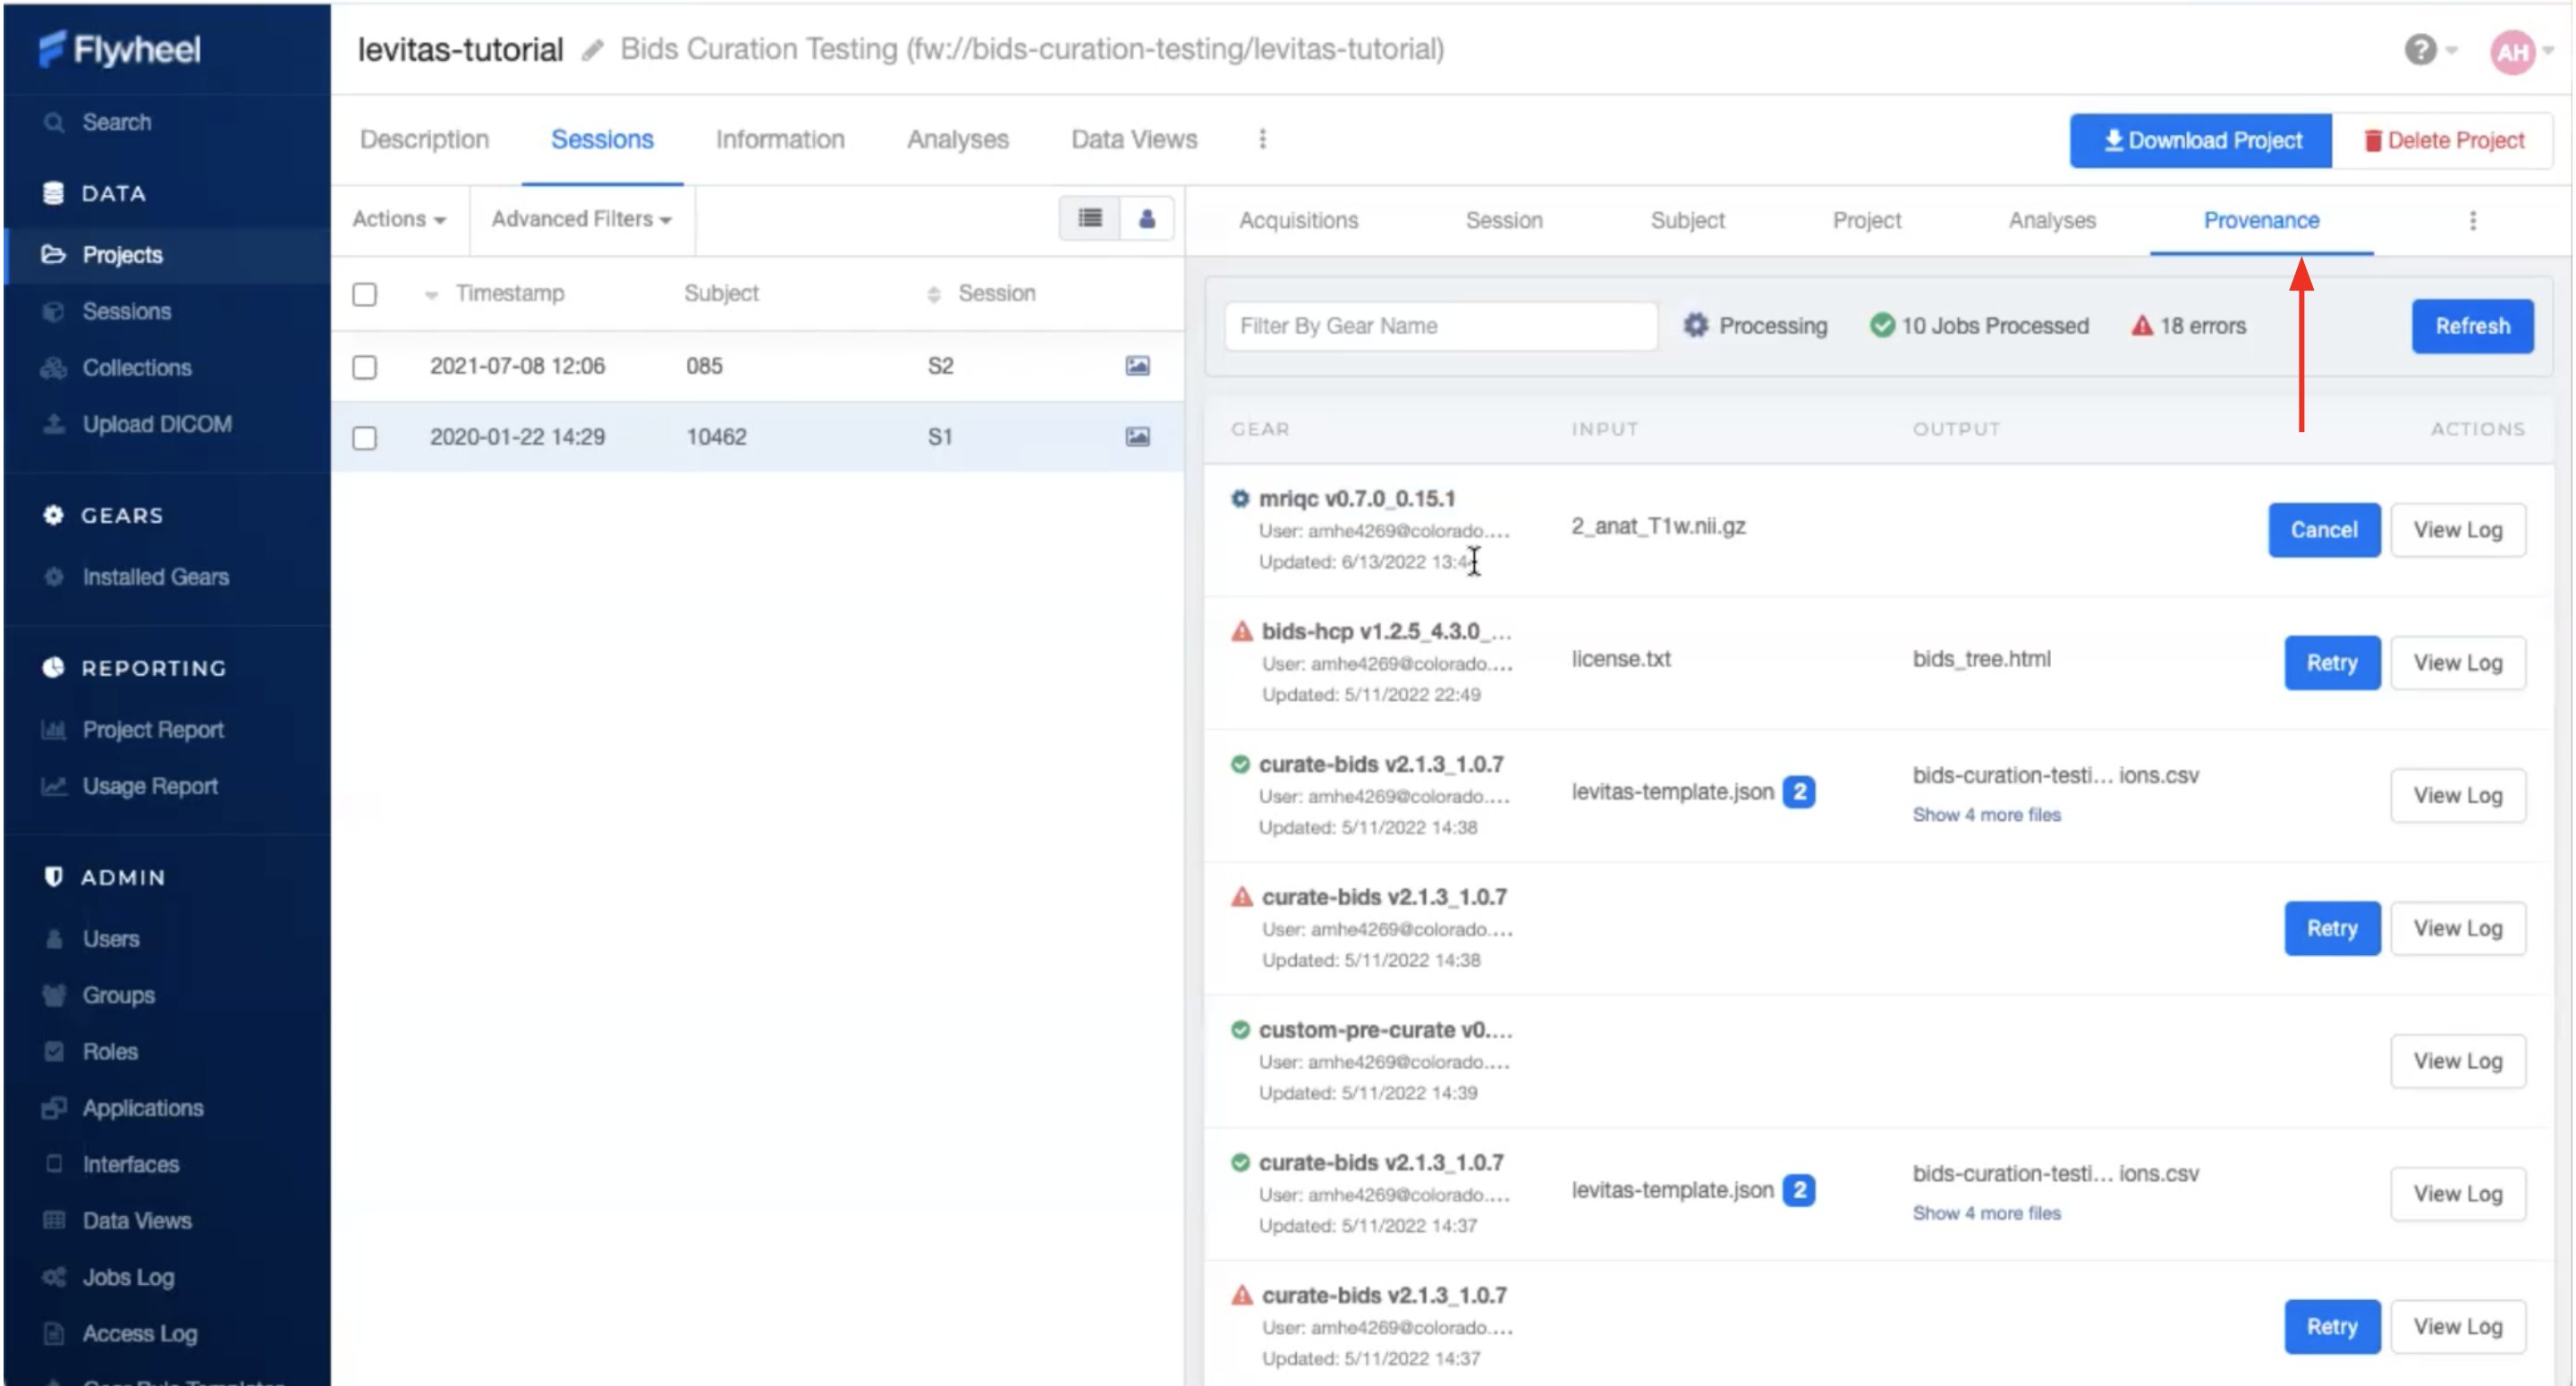 Flywheel
levitas-tutorial Bids Curation Testing (fw://bids-curation-testing/levitas-tutorial)
? AH
Search
DATA
Projects
Sessions
Collections
Upload DICOM
GEARS
Installed Gears
REPORTING
Project Report
Usage Report
ADMIN
Users
Groups
Roles
Applications
Interfaces
Data Views
Jobs Log
Access Log
Gear Rule Templates
Description Sessions Information Analyses Data Views
Download Project Delete Project
Actions Advanced Filters
Timestamp Subject Session
2021-07-08 12:06 085 S2
2020-01-22 14:29 10462 S1
Acquisitions Session Subject Project Analyses Provenance
Filter By Gear Name Processing 10 Jobs Processed 18 errors Refresh
GEAR INPUT OUTPUT ACTIONS
mriqc v0.7.0_0.15.1
User: amhe4269@colorado....
Updated: 6/13/2022
2_anat_T1w.nii.gz
Cancel View Log
bids-hcp v1.2.5_4.3.0_...
User: amhe4269@colorado....
Updated: 5/11/2022 22:49
license.txt
bids_tree.html
Retry View Log
curate-bids v2.1.3_1.0.7
User: amhe4269@colorado....
Updated: 5/11/2022 14:38
levitas-template.json 2
bids-curation-testi... ions.csv
Show 4 more files
View Log
curate-bids v2.1.3_1.0.7
User: amhe4269@colorado....
Updated: 5/11/2022 14:38
Retry View Log
custom-pre-curate v0....
User: amhe4269@colorado....
Updated: 5/11/2022 14:39
View Log
curate-bids v2.1.3_1.0.7
User: amhe4269@colorado....
Updated: 5/11/2022 14:37
levitas-template.json 2
bids-curation-testi... ions.csv
Show 4 more files
View Log
curate-bids v2.1.3_1.0.7
User: amhe4269@colorado....
Updated: 5/11/2022 14:37
Retry View Log